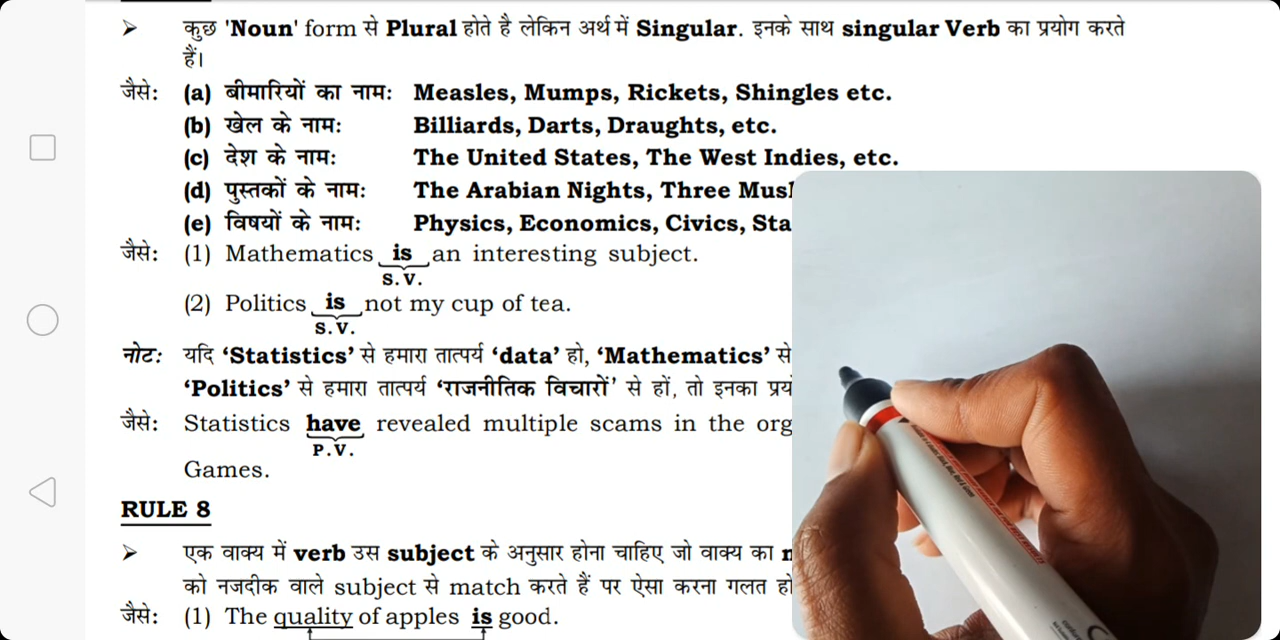 ➤ कुछ 'Noun' form से Plural होते है लेकिन अर्थ में Singular. इनके साथ singular Verb का प्रयोग करते
हैं।
जैसे: (a) बीमारियों का नाम: Measles, Mumps, Rickets, Shingles etc.
(b) खेल के नाम: Billiards, Darts, Draughts, etc.
(c) देश के नाम: The United States, The West Indies, etc.
(d) पुस्तकों के नाम: The Arabian Nights, Three
(e) विषयों के नाम: Physics, Economics, Civics,
जैसे: (1) Mathematics is an interesting subject.
S.V.
(2) Politics is not my cup of tea.
S.V.
नोट: यदि ‘Statistics’ से हमारा तात्पर्य ‘data’ हो, ‘Mathematics’ से
‘Politics’ से हमारा तात्पर्य ‘राजनीतिक विचारों’ से हों, तो इनका
जैसे: Statistics have revealed multiple scams in the
P.V.
Games.
RULE 8
➤ एक वाक्य में verb उस subject के अनुसार होना चाहिए जो वाक्य का
को नजदीक वाले subject से match करते हैं पर ऐसा करना गलत
जैसे: (1) The quality of apples is good.